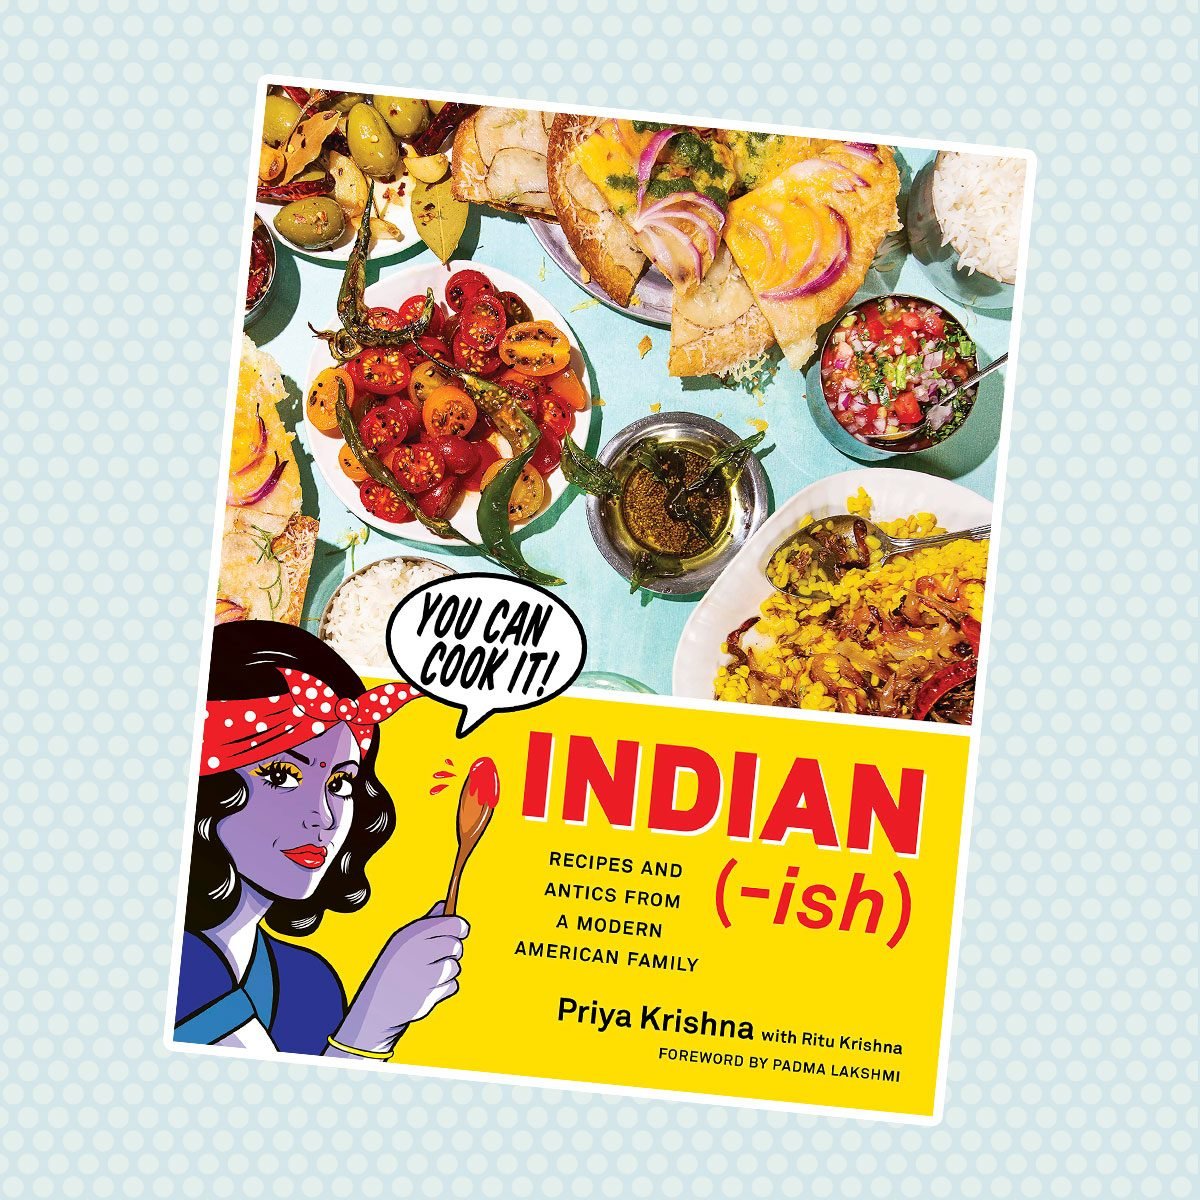 YOU CAN
COOK IT!
INDIAN
(-ish)
RECIPES AND
ANTICS FROM
A MODERN
AMERICAN FAMILY
Priya Krishna with Ritu Krishna
FOREWORD BY PADMA LAKSHMI